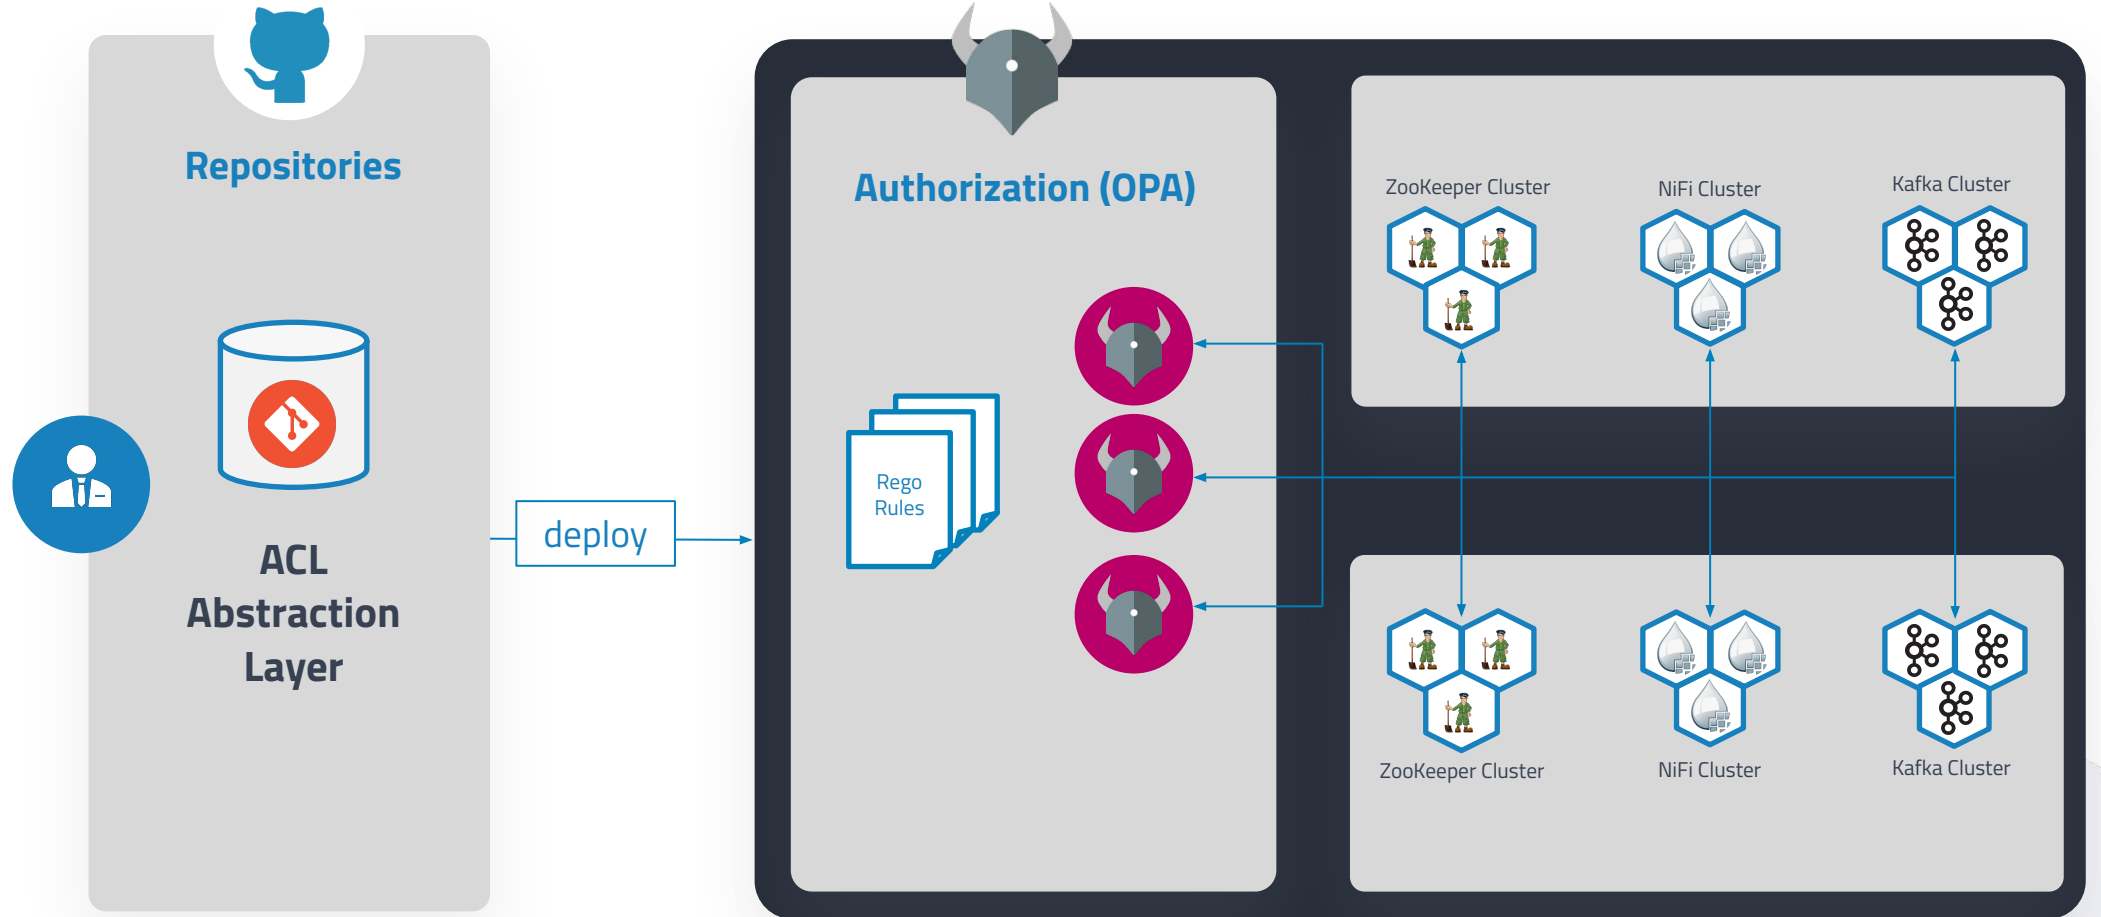 Repositories
ACL
Abstraction
Layer
deploy
Authorization (OPA)
Rego
Rules
ZooKeeper Cluster
NiFi Cluster
Kafka Cluster
ZooKeeper Cluster
NiFi Cluster
Kafka Cluster